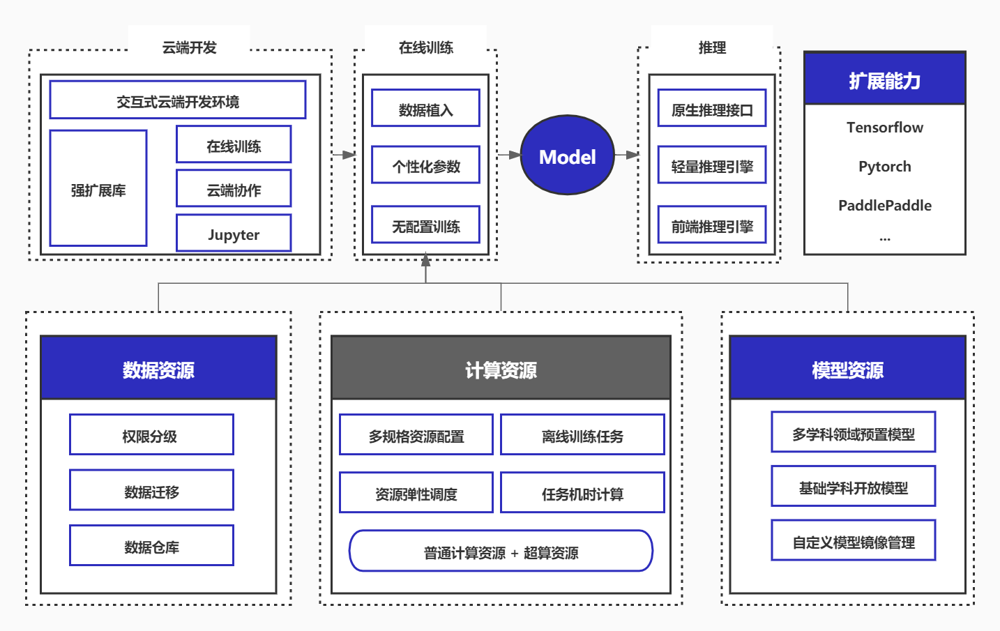 云端开发
交互式云端开发环境
强扩展库
在线训练
云端协作
Jupyter
在线训练
数据植入
个性化参数
无配置训练
Model
推理
原生推理接口
轻量推理引擎
前端推理引擎
扩展能力
Tensorflow
Pytorch
PaddlePaddle
...
数据资源
权限分级
数据迁移
数据仓库
计算资源
多规格资源配置
离线训练任务
资源弹性调度
任务机时计算
普通计算资源 + 超算资源
模型资源
多学科领域预置模型
基础学科开放模型
自定义模型镜像管理